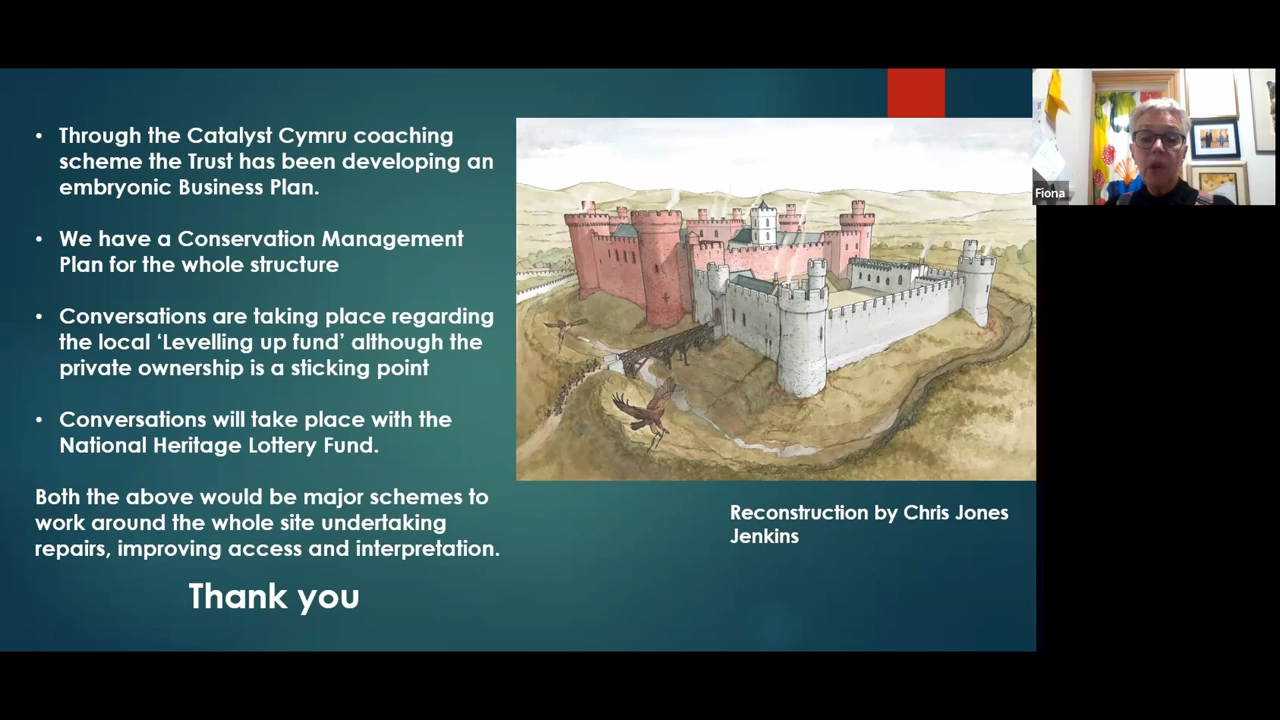 • Through the Catalyst Cymru coaching
scheme the Trust has been developing an
embryonic Business Plan.
• We have a Conservation Management
Plan for the whole structure
• Conversations are taking place regarding
the local ‘Levelling up fund’ although the
private ownership is a sticking point
• Conversations will take place with the
National Heritage Lottery Fund.
Both the above would be major schemes to
work around the whole site undertaking
repairs, improving access and interpretation.
Thank you
Reconstruction by Chris Jones
Jenkins
Fiona